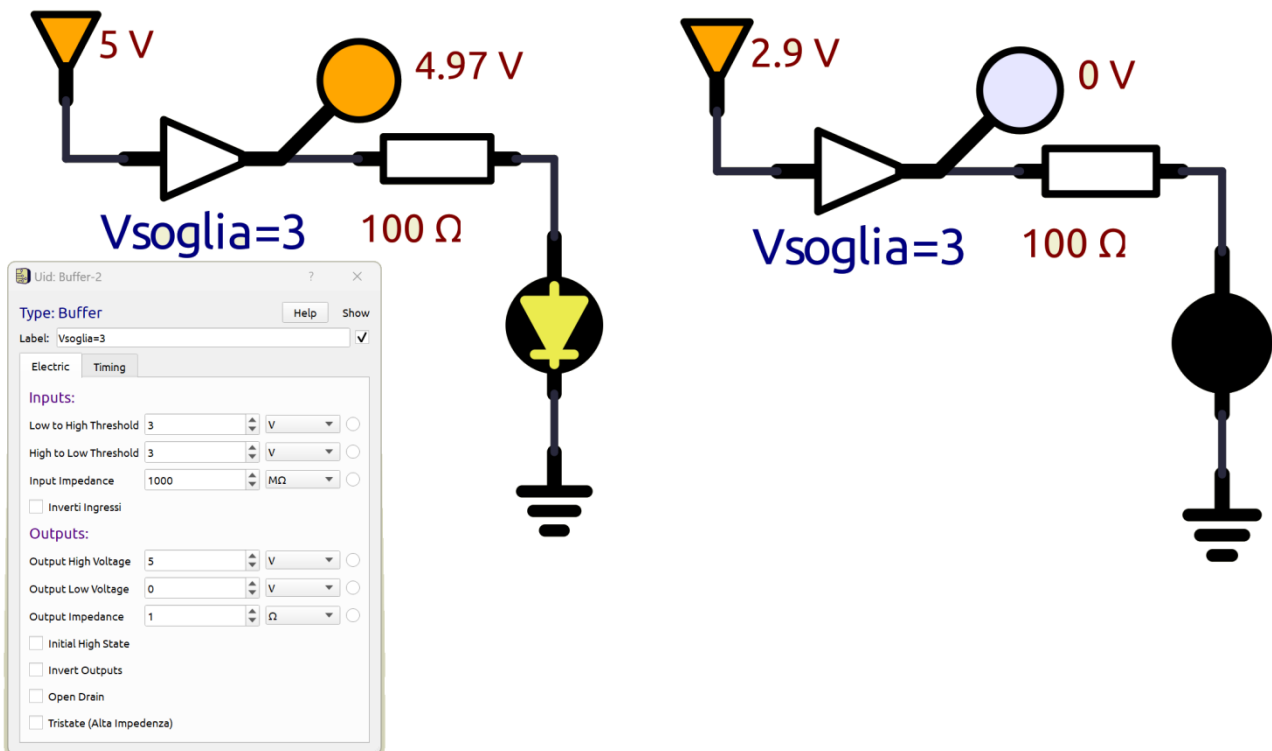 5 V
4.97 V
Vsoglia=3
100 Ω
2.9 V
0 V
Vsoglia=3
100 Ω
Uid: Buffer-2 ?
Type: Buffer Help Show
Label: Vsoglia=3
Electric Timing
Inputs:
Low to High Threshold 3 V
High to Low Threshold 3 V
Input Impedance 1000 MΩ
Inverti Ingressi
Outputs:
Output High Voltage 5 V
Output Low Voltage 0 V
Output Impedance 1 Ω
Initial High State
Invert Outputs
Open Drain
Tristate (Alta Impedenza)